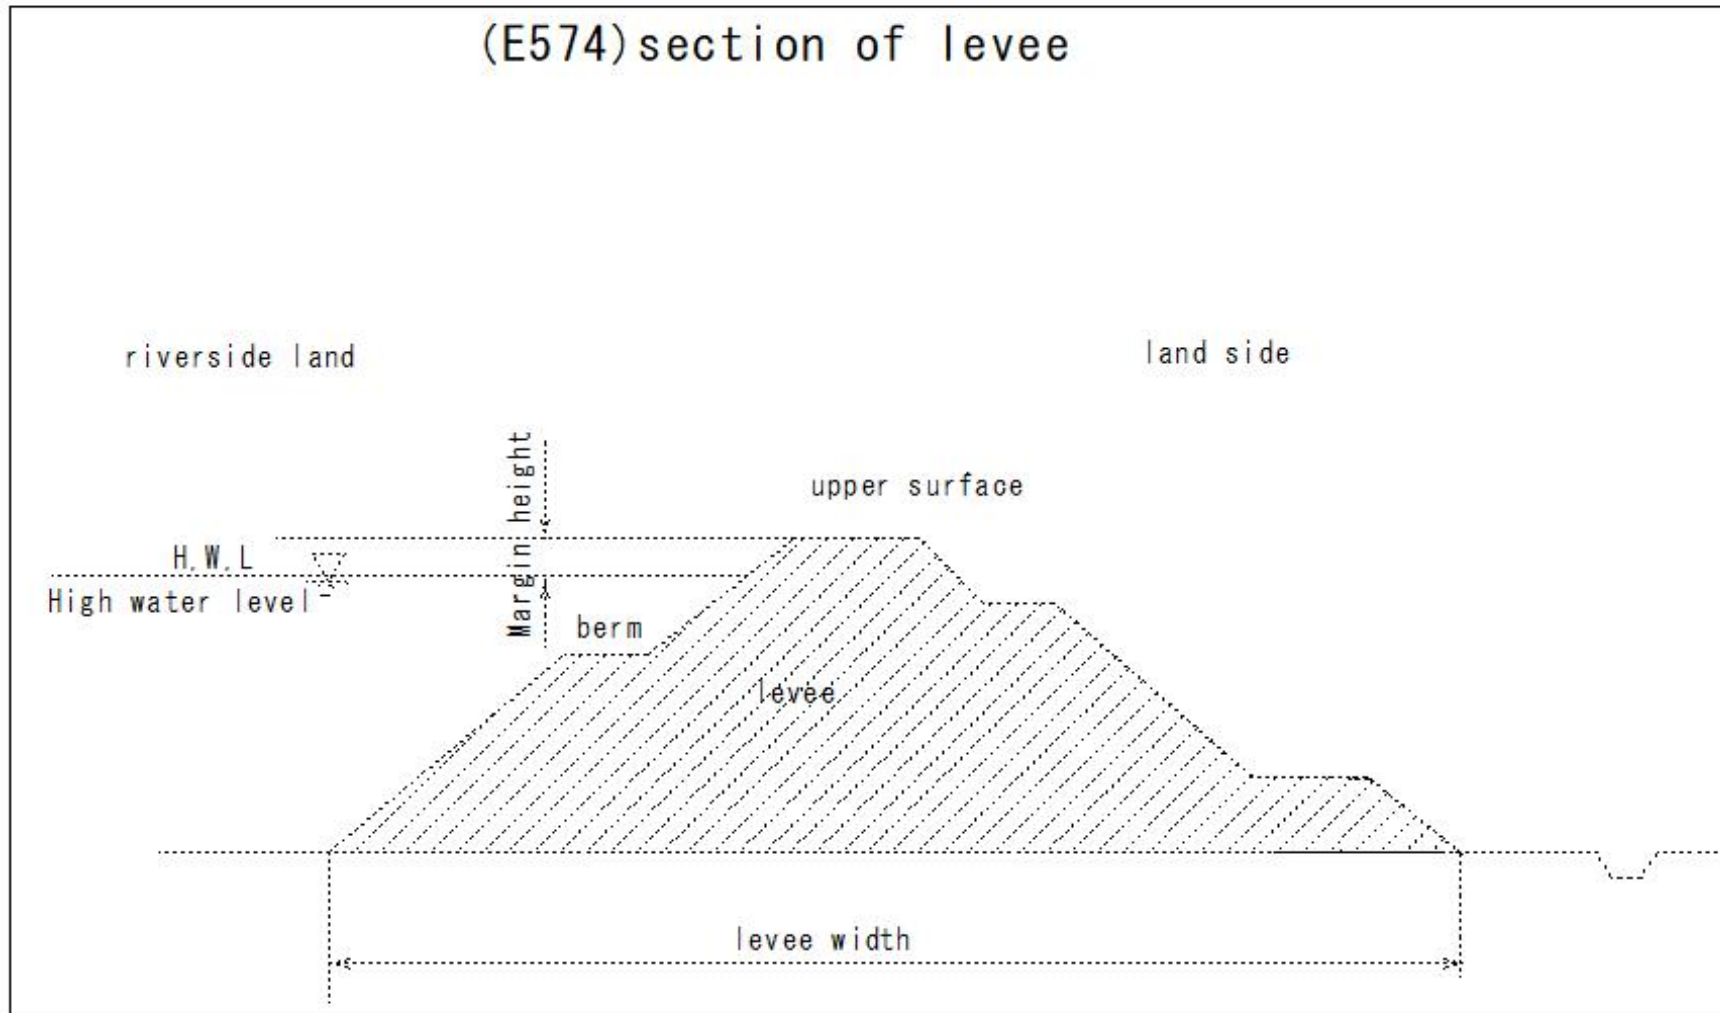 (E574)section of levee
riverside land
land side
Margin height
upper surface
H.W.L
High water level
berm
levee
levee width